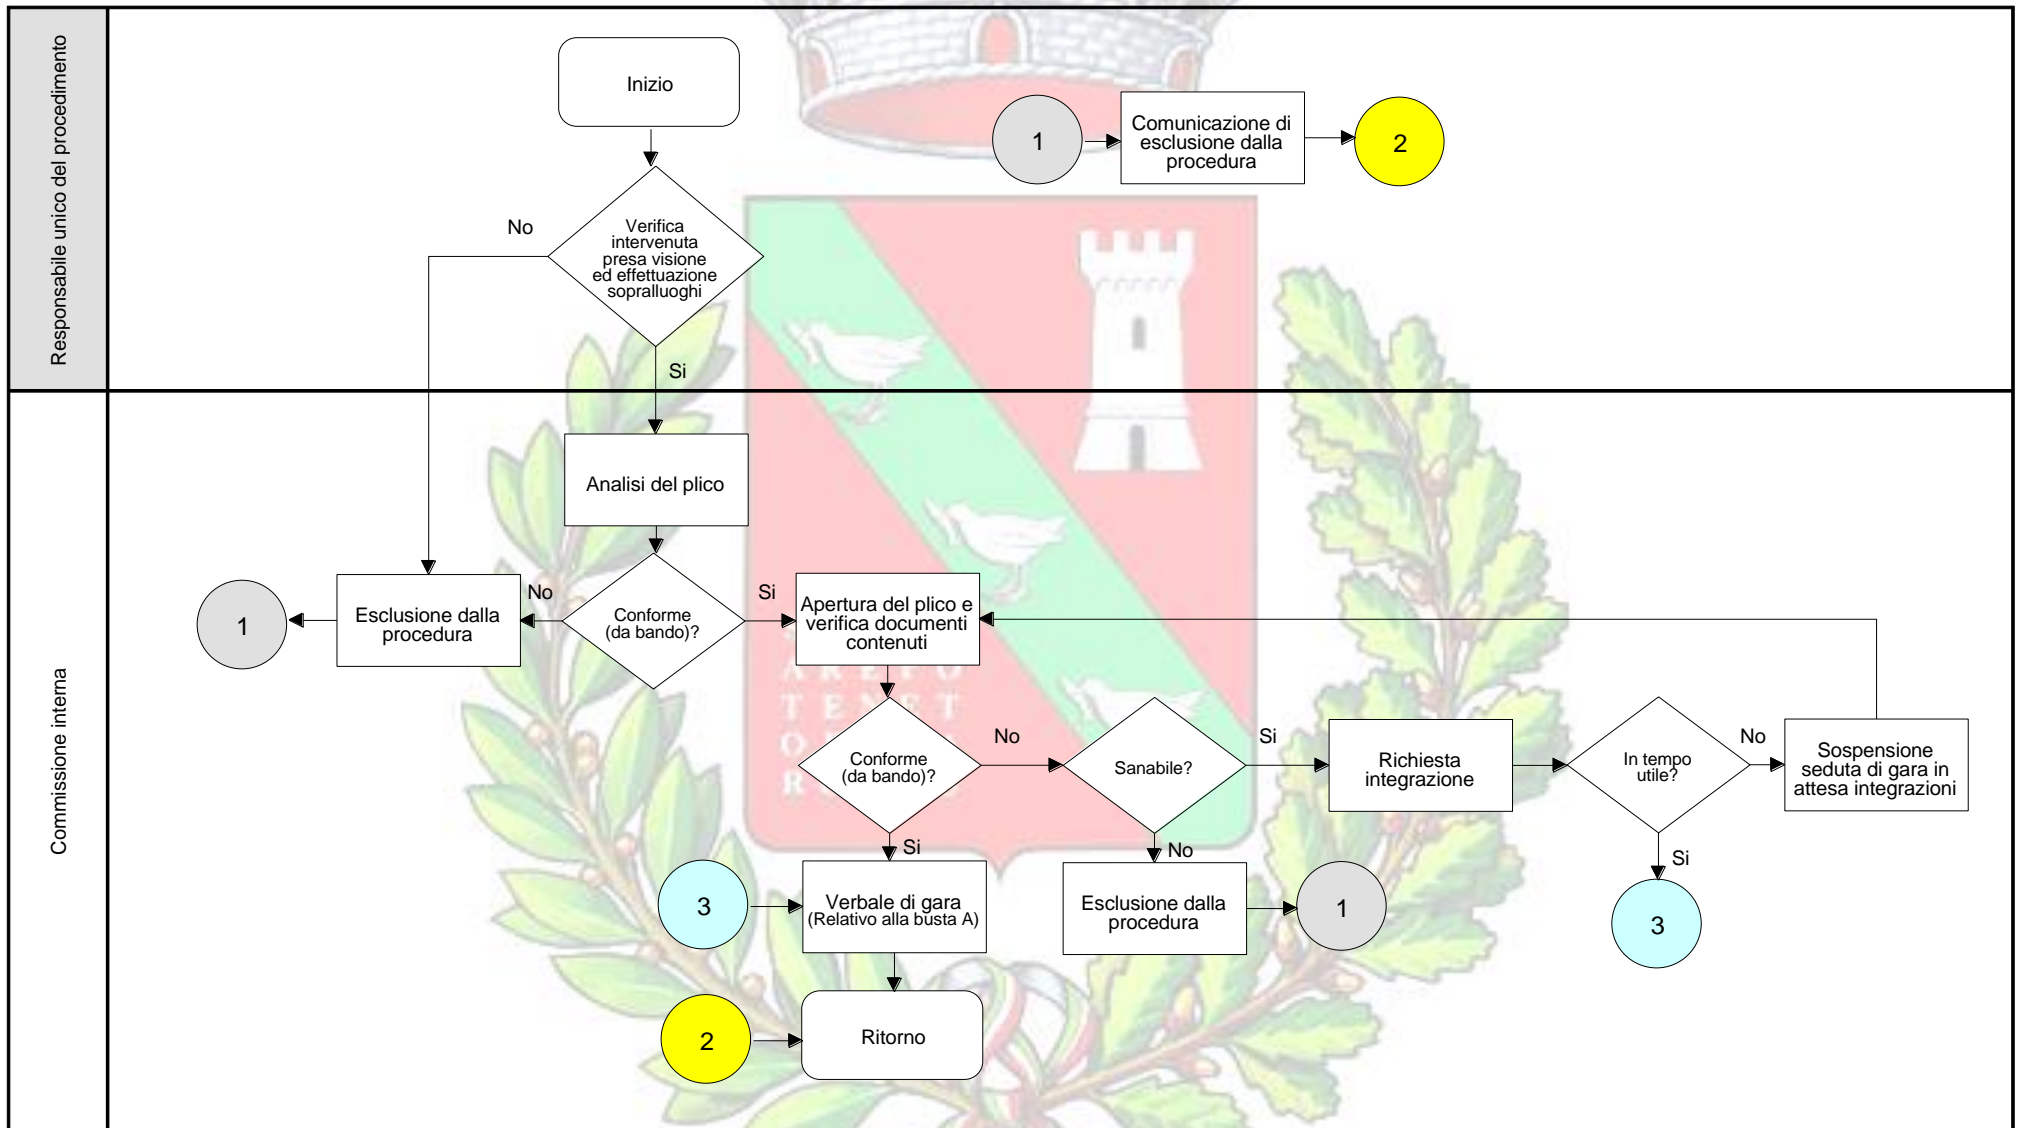 Responsabile unico del procedimento
Inizio
1
Comunicazione di
esclusione dalla
procedura
2
No
Verifica
intervenuta
presa visione
ed effettuazione
sopralluoghi
Si
Commissione interna
Analisi del plico
1
Esclusione dalla
procedura
No
Conforme
(da bando)?
Si
Apertura del plico e
verifica documenti
contenuti
AREPO
TENET
Conforme
(da bando)?
No
Sanabile?
Si
Richiesta
integrazione
In tempo
utile?
No
Sospensione
seduta di gara in
attesa integrazioni
Si
No
Si
3
Verbale di gara
(Relativo alla busta A)
Esclusione dalla
procedura
1
3
2
Ritorno